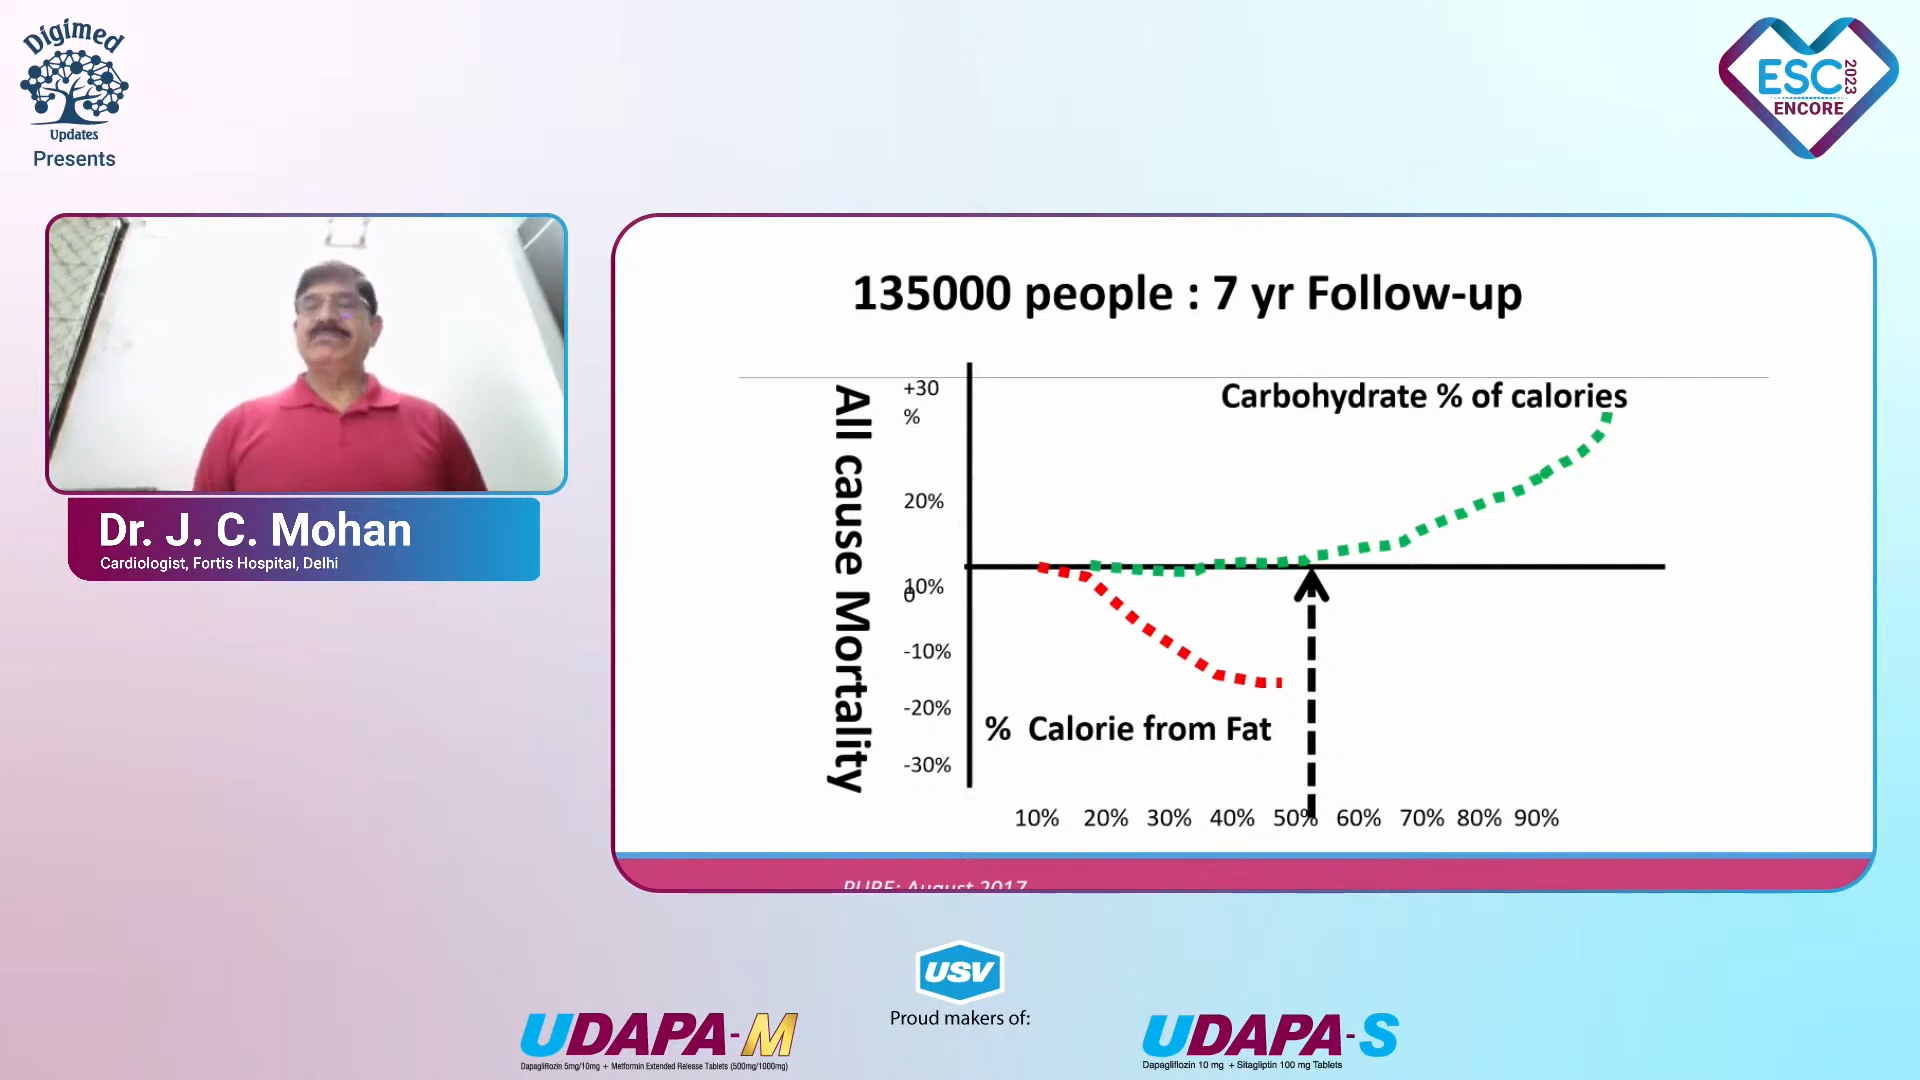 Digimed
Updates
Presents
ESC 2023
ENCORE
Dr. J. C. Mohan
Cardiologist, Fortis Hospital, Delhi
135000 people : 7 yr Follow-up
All cause Mortality
+30
%
20%
10%
0
-10%
-20%
-30%
Carbohydrate % of calories
% Calorie from Fat
10% 20% 30% 40% 50% 60% 70% 80% 90%
PURE: August 2017
USV
Proud makers of:
UDAPA-M
Dapagliflozin 5mg/10mg + Metformin Extended Release Tablets (500mg/1000mg)
UDAPA-S
Dapagliflozin 10 mg + Sitagliptin 100 mg Tablets